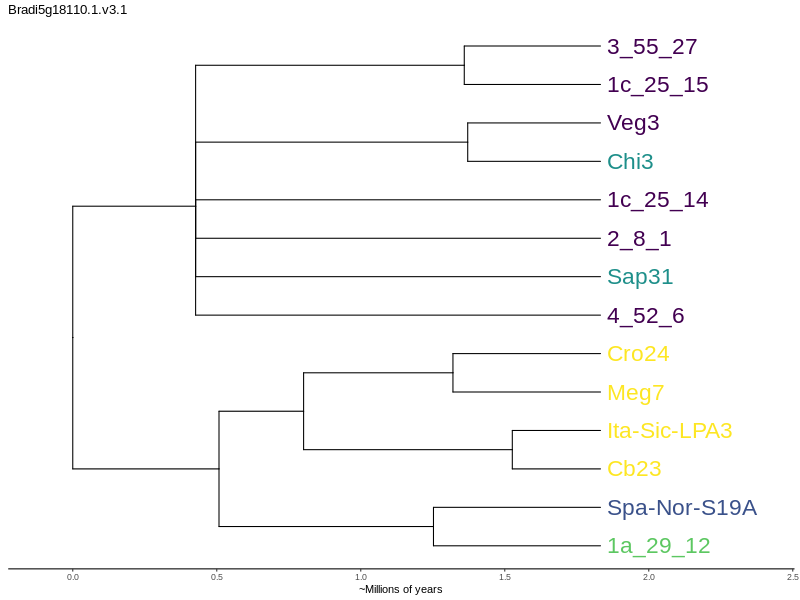 Bradi5g18110.1.v3.1
3_55_27
1c_25_15
Veg3
Chi3
1c_25_14
2_8_1
Sap31
4_52_6
Cro24
Meg7
Ita-Sic-LPA3
Cb23
Spa-Nor-S19A
1a_29_12
0.0 0.5 1.0 1.5 2.0 2.5
~Millions of years